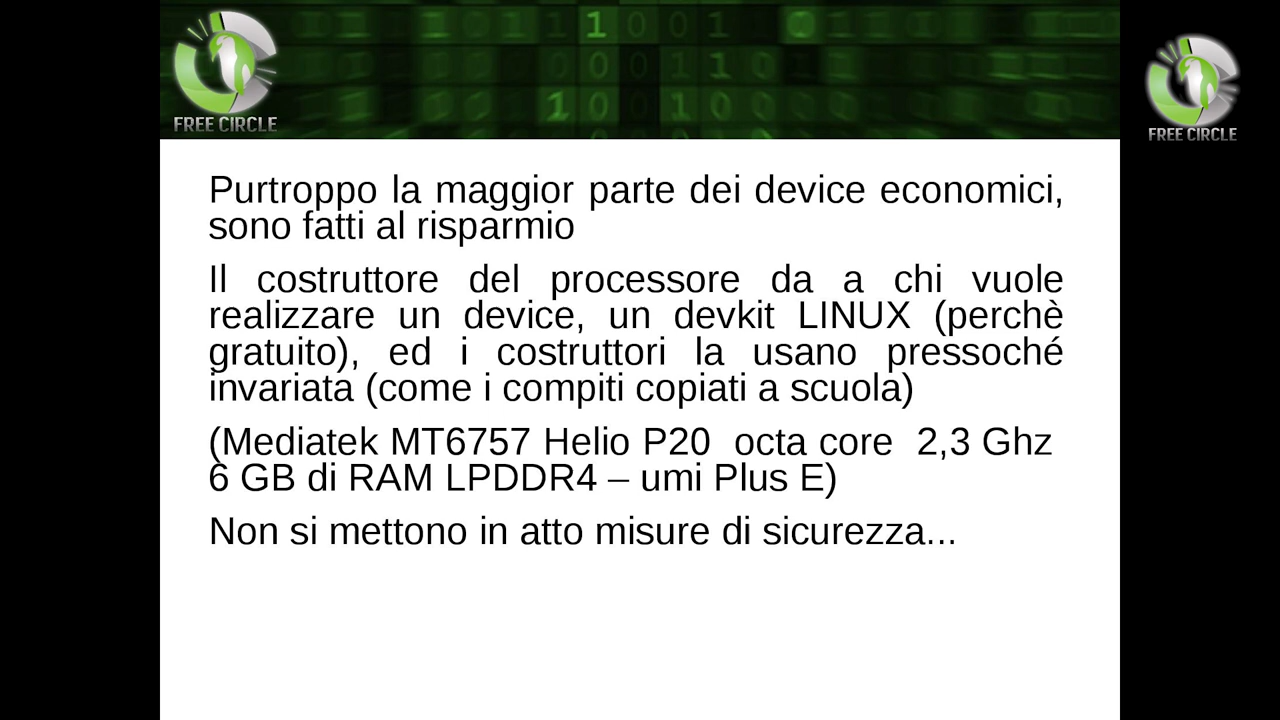 FREE CIRCLE
FREE CIRCLE
Purtroppo la maggior parte dei device economici,
sono fatti al risparmio
Il costruttore del processore da a chi vuole
realizzare un device, un devkit LINUX (perchè
gratuito), ed i costruttori la usano pressoché
invariata (come i compiti copiati a scuola)
(Mediatek MT6757 Helio P20 octa core 2,3 Ghz
6 GB di RAM LPDDR4 – umi Plus E)
Non si mettono in atto misure di sicurezza...